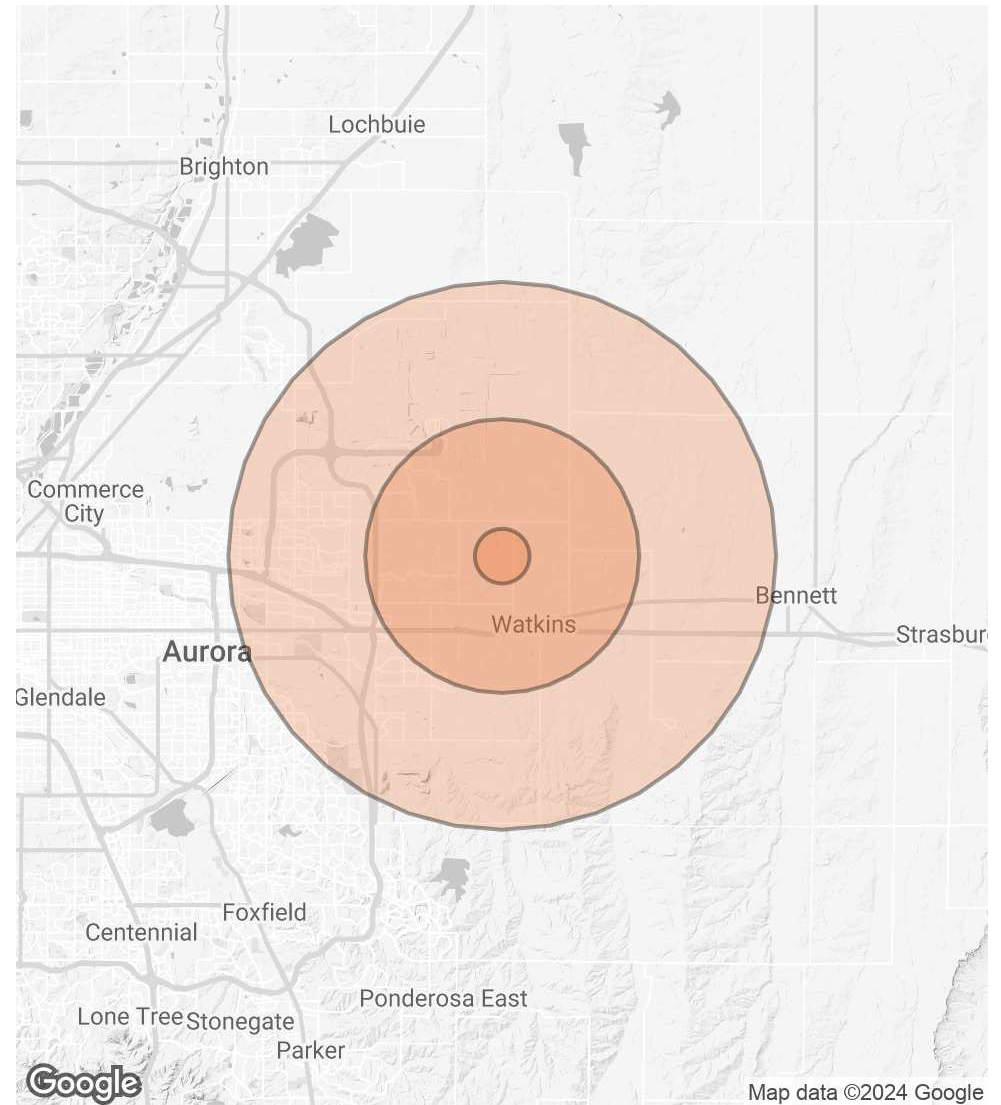 Lochbuie
Brighton
Commerce
City
Bennett
Watkins
Strasbur
Aurora
Glendale
Foxfield
Centennial
Ponderosa East
Lone Tree
Stonegate
Parker
Google
Map data ©2024 Google